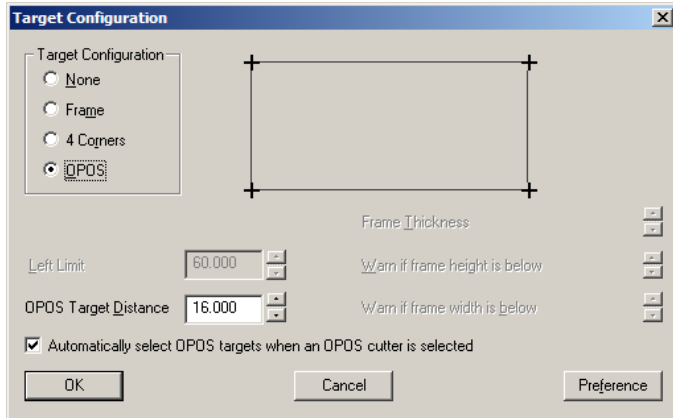 Target Configuration
Target Configuration
None
Frame
4 Corners
OPOS
Frame Thickness
Left Limit 60.000 Warn if frame height is below
OPOS Target Distance 16.000 Warn if frame width is below
Automatically select OPOS targets when an OPOS cutter is selected
OK Cancel Preference